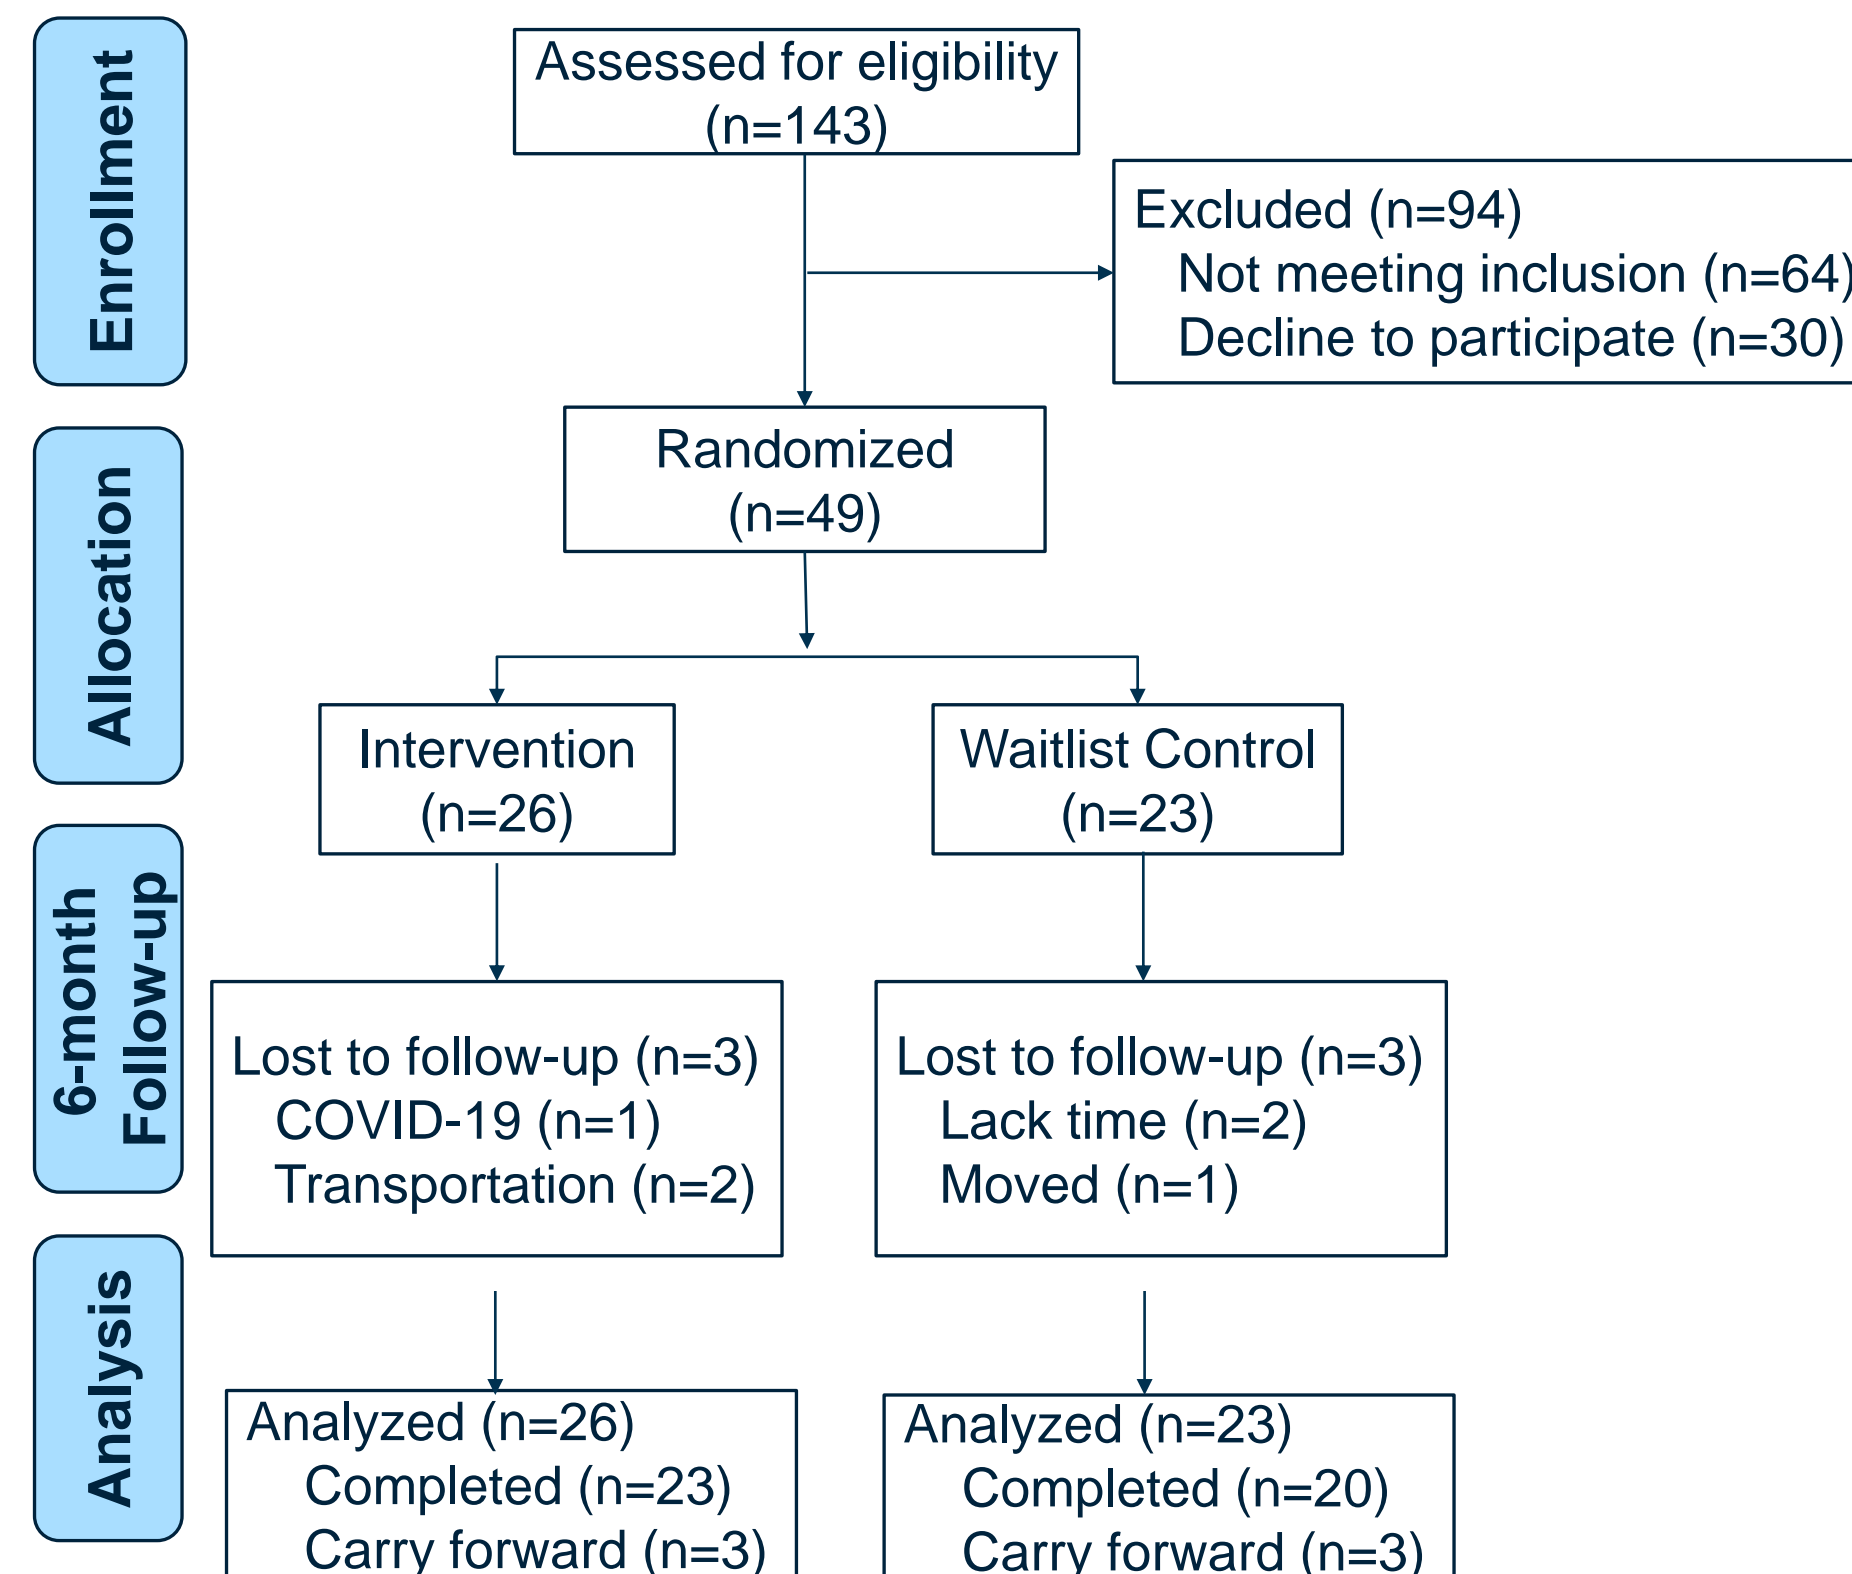 Enrollment
Assessed for eligibility
(n=143)
Excluded (n=94)
Not meeting inclusion (n=64)
Decline to participate (n=30)
Allocation
Randomized
(n=49)
Intervention
(n=26)
Waitlist Control
(n=23)
6-month
Follow-up
Lost to follow-up (n=3)
COVID-19 (n=1)
Transportation (n=2)
Lost to follow-up (n=3)
Lack time (n=2)
Moved (n=1)
Analysis
Analyzed (n=26)
Completed (n=23)
Carry forward (n=3)
Analyzed (n=23)
Completed (n=20)
Carry forward (n=3)